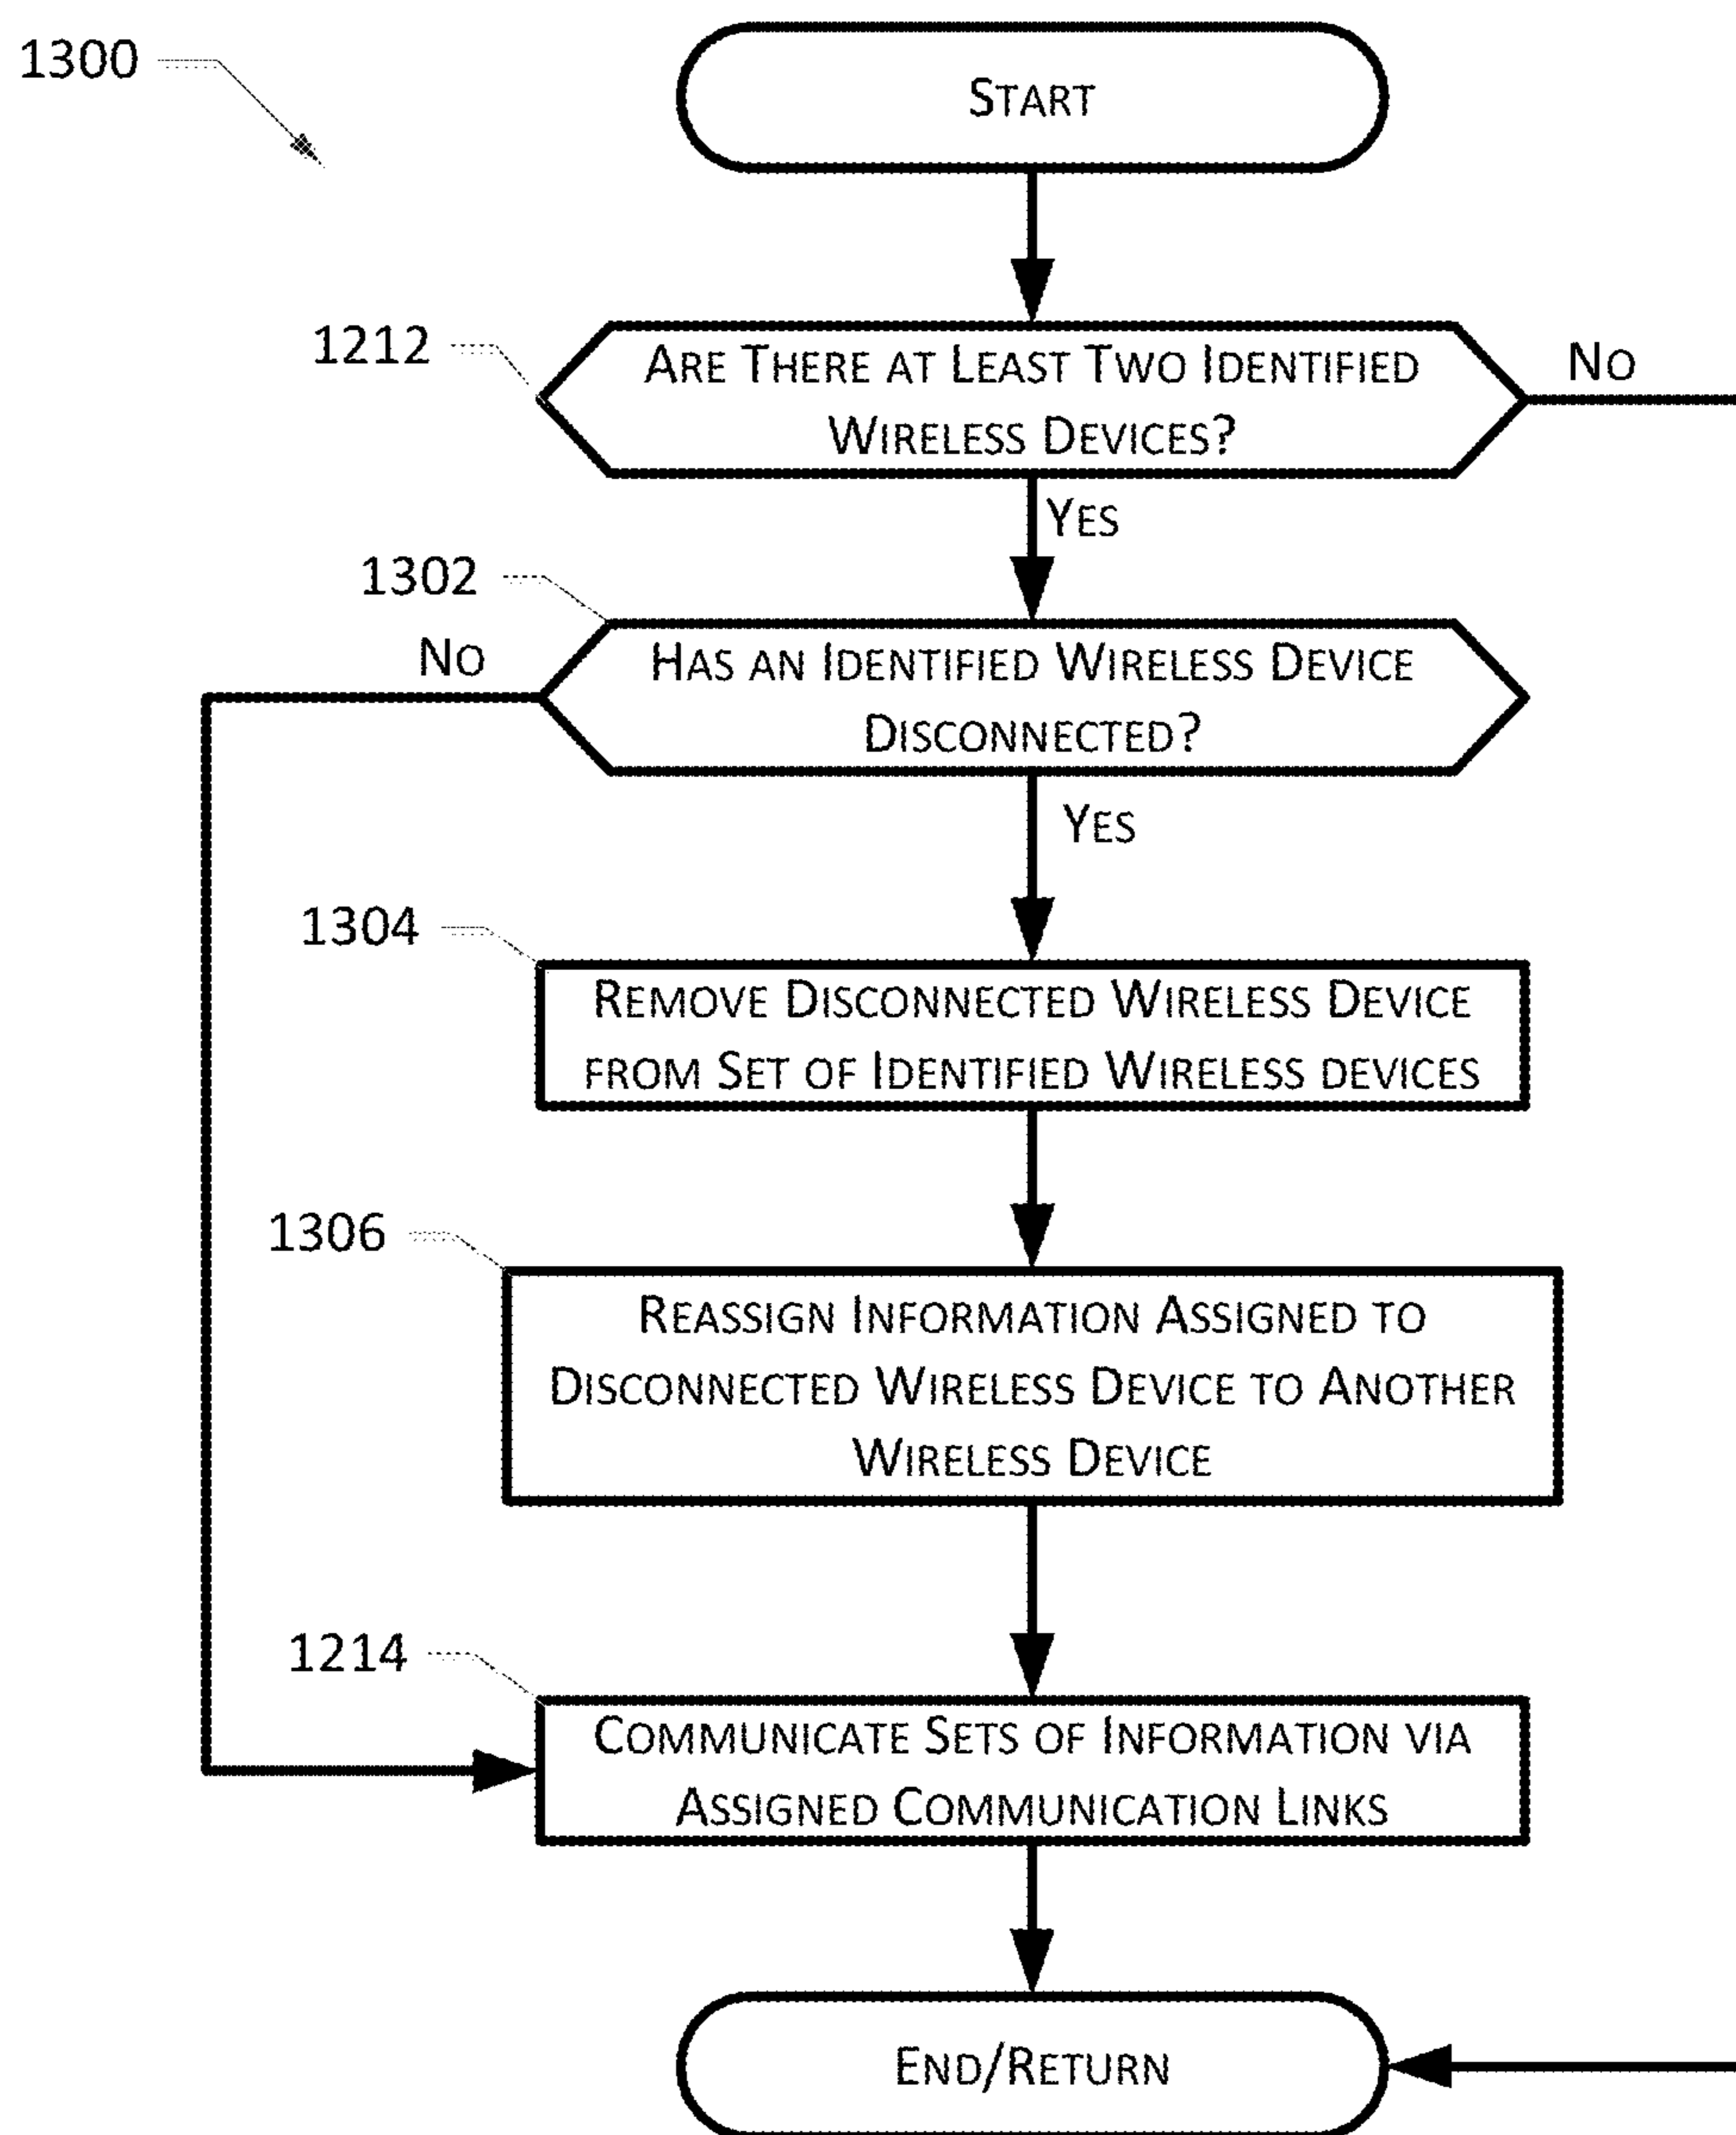 1300
START
1212
ARE THERE AT LEAST TWO IDENTIFIED
WIRELESS DEVICES?
NO
YES
1302
NO
HAS AN IDENTIFIED WIRELESS DEVICE
DISCONNECTED?
YES
1304
REMOVE DISCONNECTED WIRELESS DEVICE
FROM SET OF IDENTIFIED WIRELESS DEVICES
1306
REASSIGN INFORMATION ASSIGNED TO
DISCONNECTED WIRELESS DEVICE TO ANOTHER
WIRELESS DEVICE
1214
COMMUNICATE SETS OF INFORMATION VIA
ASSIGNED COMMUNICATION LINKS
END/RETURN